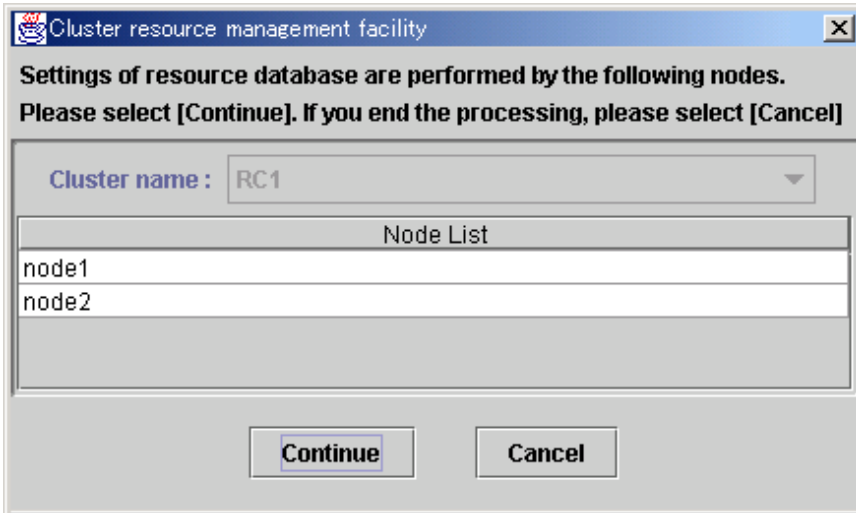 Cluster resource management facility
Settings of resource database are performed by the following nodes.
Please select [Continue]. If you end the processing, please select [Cancel]
Cluster name : RC1
Node List
node1
node2
Continue Cancel